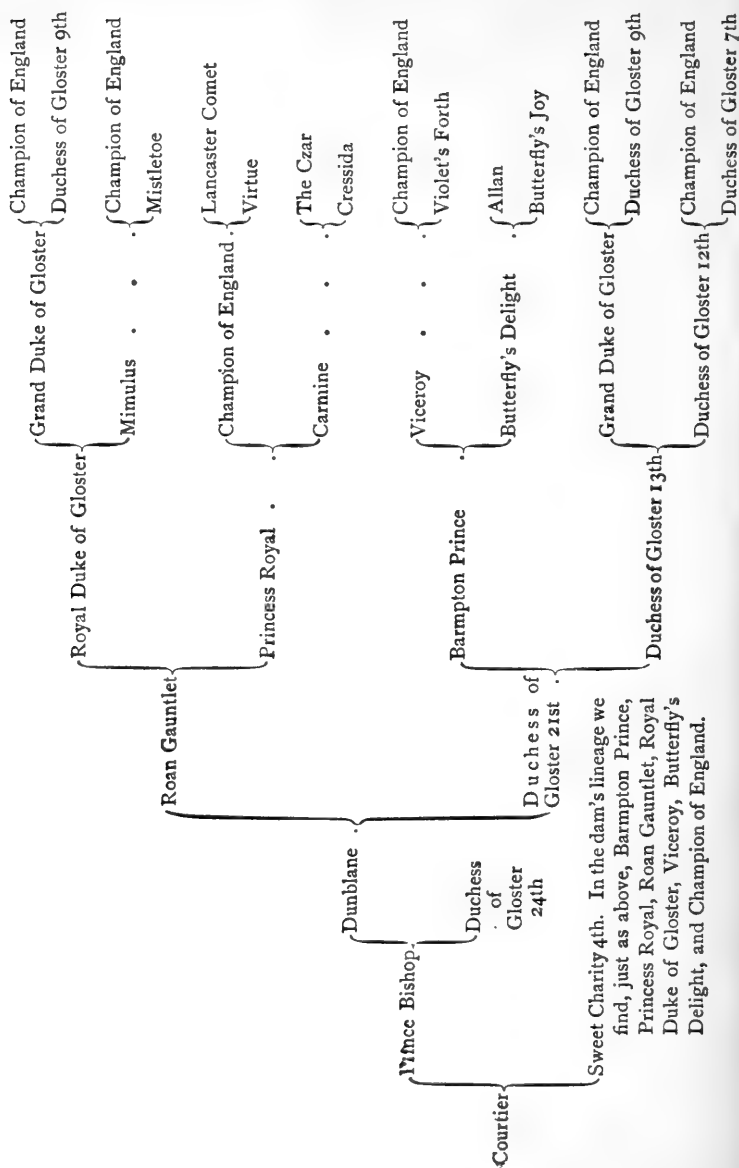 Courtier
Prince Bishop.
Sweet Charity 4th. In the dam's lineage we
find, just as above, Barmpton Prince,
Princess Royal, Roan Gauntlet, Royal
Duke of Gloster, Viceroy, Butterfly's
Delight, and Champion of England.
Dunblane .
Duchess
. of
Gloster
24th
Roan Gauntlet
Duchess of
Gloster 21st .
Royal Duke of Gloster
Princess Royal .
Barmpton Prince
Duchess of Gloster 13th
Grand Duke of Gloster
Mimulus . . .
Champion of England .
Carmine . . .
Viceroy . . .
Butterfly's Delight .
Grand Duke of Gloster
Duchess of Gloster 12th
Champion of England
Duchess of Gloster 9th
Champion of England
Mistletoe
Lancaster Comet
Virtue
The Czar
Cressida
Champion of England
Violet's Forth
Allan
Butterfly's Joy
Champion of England
Duchess of Gloster 9th
Champion of England
Duchess of Gloster 7th